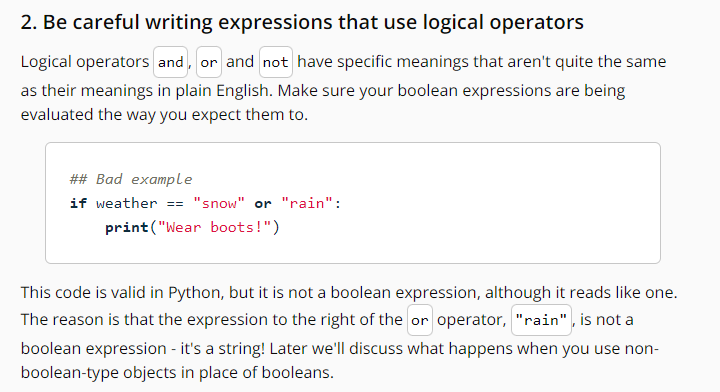 2. Be careful writing expressions that use logical operators
Logical operators and, or and not have specific meanings that aren't quite the same
as their meanings in plain English. Make sure your boolean expressions are being
evaluated the way you expect them to.
## Bad example
if weather == "snow" or "rain":
    print("Wear boots!")
This code is valid in Python, but it is not a boolean expression, although it reads like one.
The reason is that the expression to the right of the or operator, "rain", is not a
boolean expression - it's a string! Later we'll discuss what happens when you use non-
boolean-type objects in place of booleans.